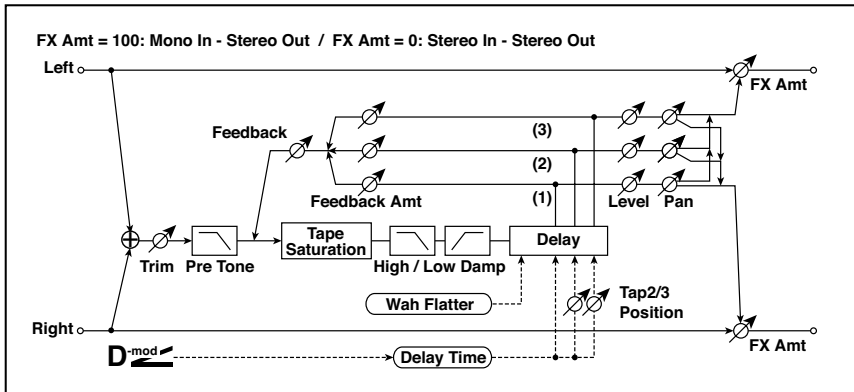 FX Amt = 100: Mono In - Stereo Out / FX Amt = 0: Stereo In - Stereo Out
Left
FX Amt
Feedback
(3)
(2)
(1)
Feedback Amt
Level
Pan
Trim
Pre Tone
Tape
Saturation
High / Low Damp
Delay
Wah Flatter
Tap2/3
Position
Right
FX Amt
D-mod
Delay Time